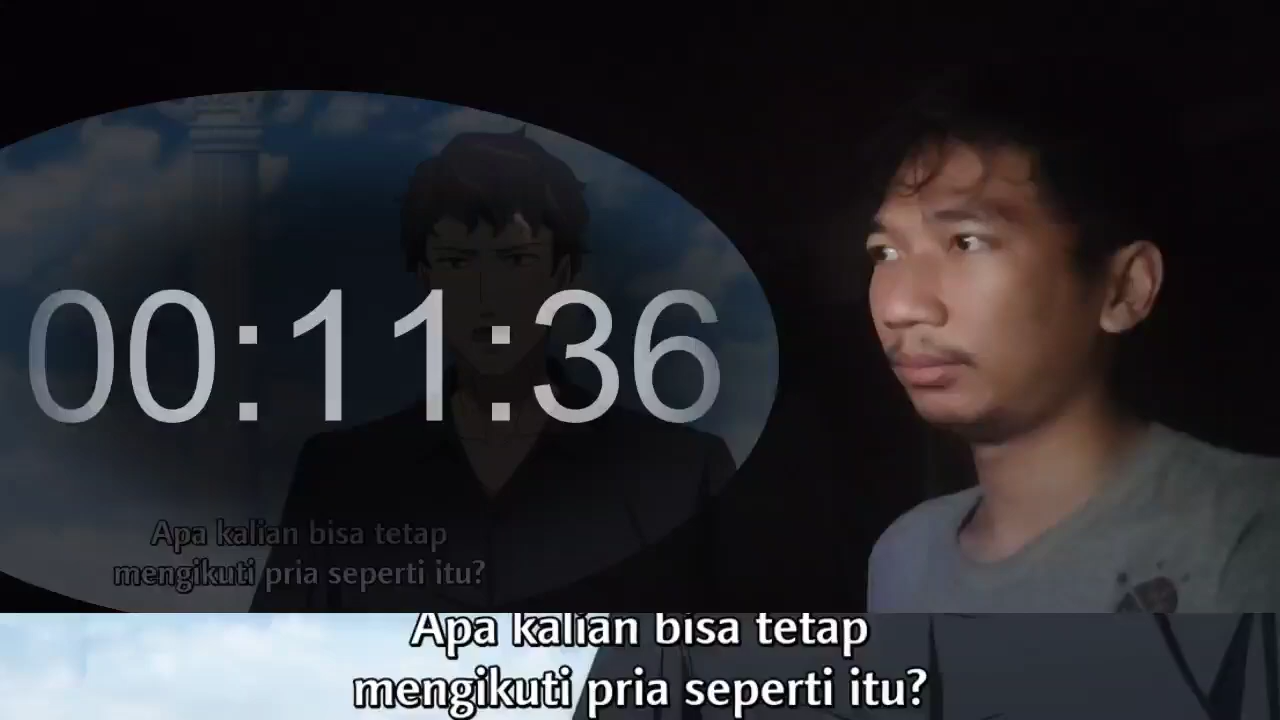 00:11:36
Apa kalian bisa tetap
mengikuti pria seperti itu?
Apa kalian bisa tetap
mengikuti pria seperti itu?